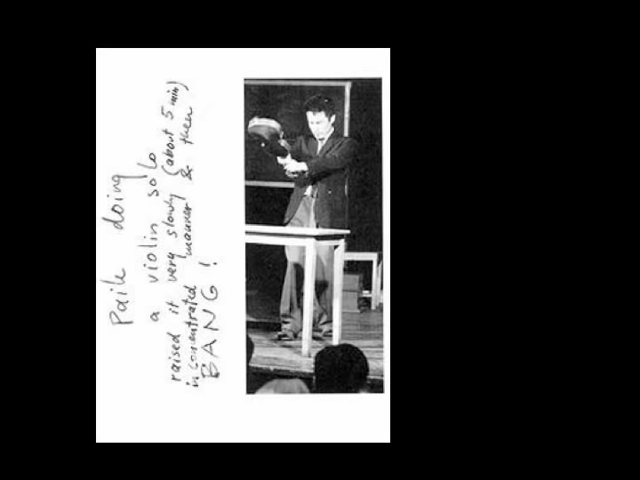 Paik doing
a violin solo
raised it very slowly (about 5 min)
in concentrated manner & then
BANG!